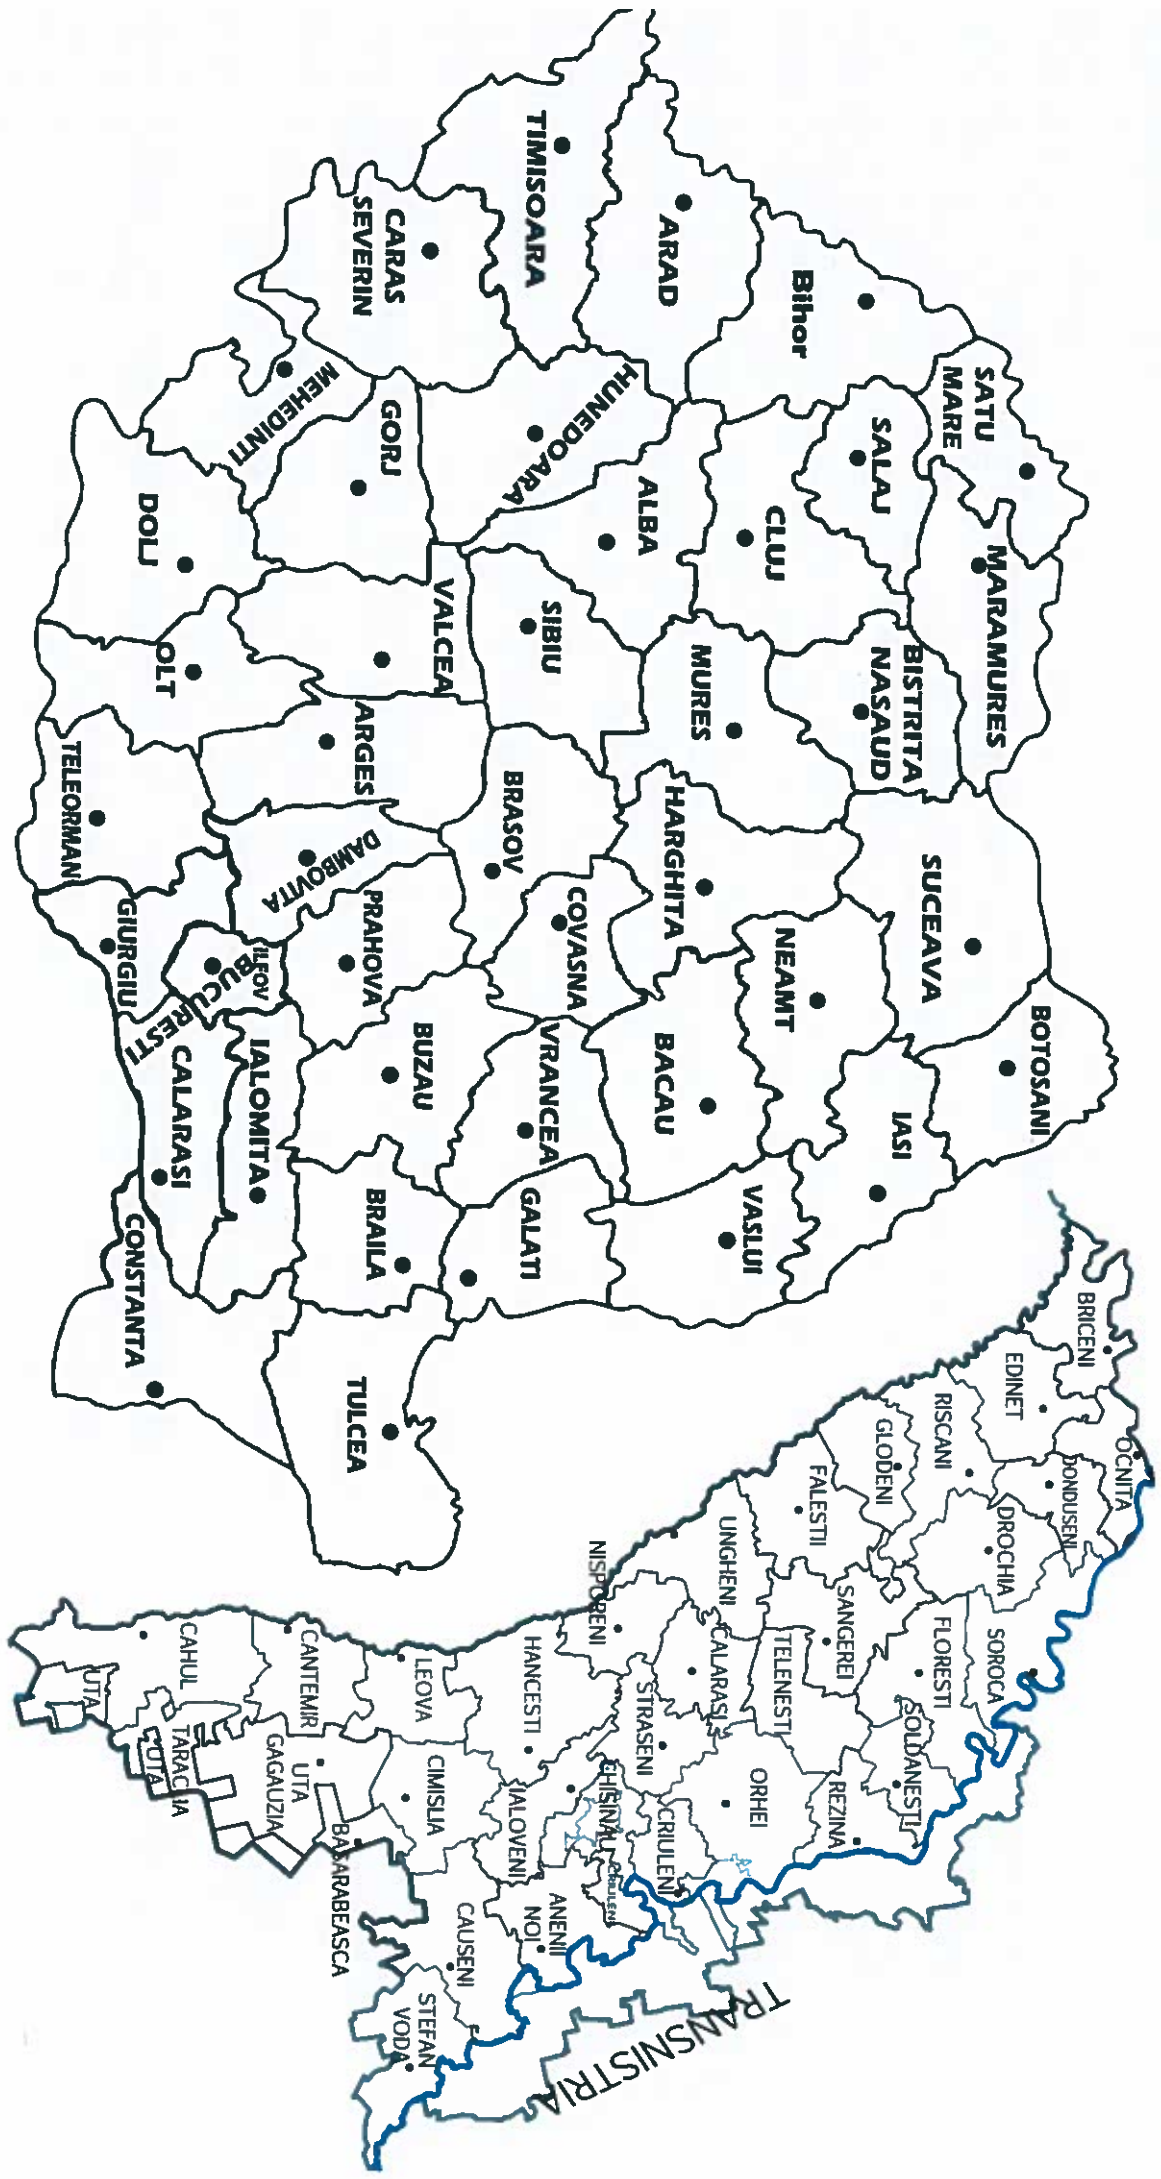 SATU
MARE
MARAMURES
BOTOSANI
SUCEAVA
SALAJ
BISTRITA
NASAUD
Bihor
CLUJ
IASI
NEAMT
MURES
HARGHITA
BACAU
VASLUI
ARAD
ALBA
HUNEDOARA
TIMISOARA
SIBIU
BRASOV
COVASNA
VRANCEA
GALATI
CARAS
SEVERIN
GORJ
VALCEA
ARGES
DAMBOVITA
PRAHOVA
BUZAU
BRAILA
TULCEA
MEHEDINTI
DOLJ
OLT
TELEORMAN
GIURGIU
ILFOV
BUCURESTI
IALOMITA
CALARASI
CONSTANTA
BRICENI
OCNITA
EDINET
DONDUSENI
RISCANI
DROCHIA
SOROCA
GLODENI
FLORESTI
SOLDANESTI
FALESTII
SANGEREI
REZINA
UNGHENI
TELENESTI
ORHEI
CALARASI
NISPORENI
STRASENI
CRIULENI
CHISINAU
CRIULENI
HANCESTI
IALOVENI
ANENII
NOI
TRANSNISTRIA
LEOVA
CIMISLIA
CAUSENI
STEFAN
VODA
CANTEMIR
UTA
GAGAUZIA
BASARABEASCA
CAHUL
TARACLIA
UTA
UTA